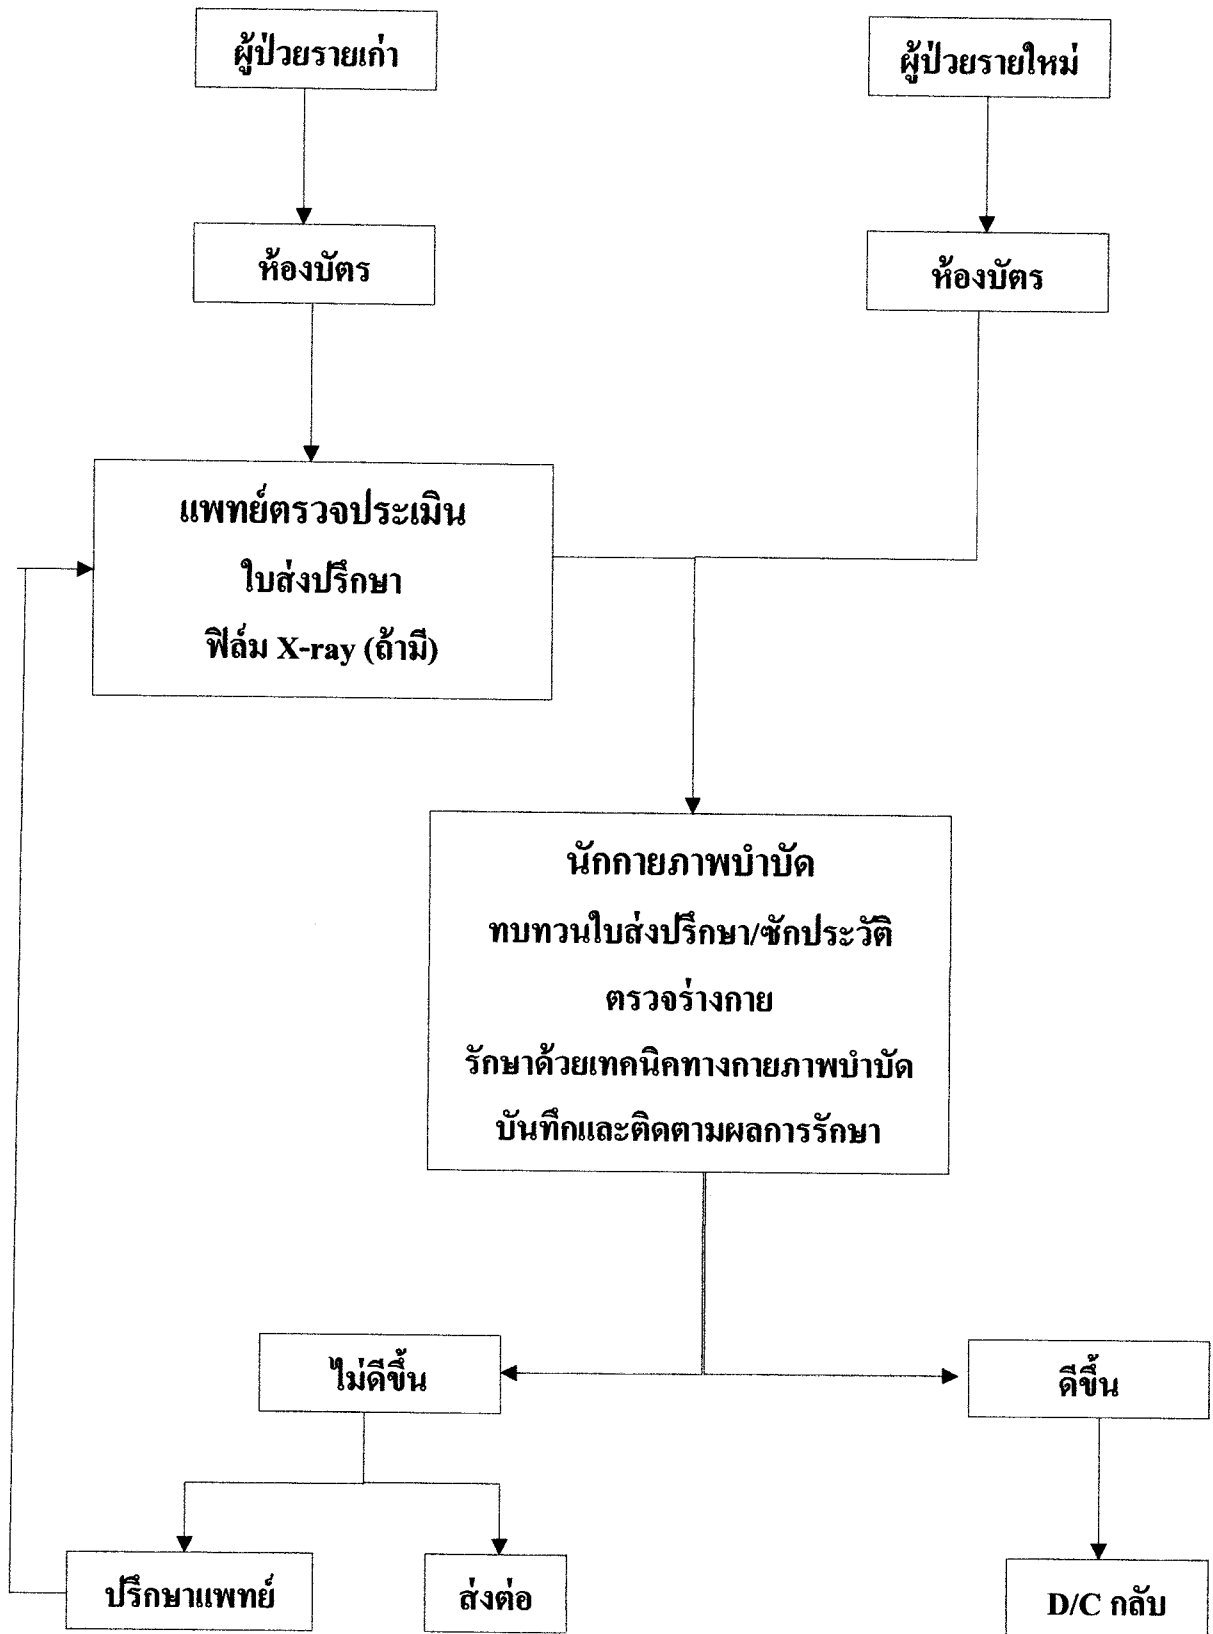 ผู้ป่วยรายเก่า
ผู้ป่วยรายใหม่
ห้องบัตร
ห้องบัตร
แพทย์ตรวจประเมิน
ใบส่งปรึกษา
ฟิล์ม X-ray (ถ้ามี)
นักกายภาพบำบัด
ทบทวนใบส่งปรึกษา/ซักประวัติ
ตรวจร่างกาย
รักษาด้วยเทคนิคทางกายภาพบำบัด
บันทึกและติดตามผลการรักษา
ไม่ดีขึ้น
ดีขึ้น
ปรึกษาแพทย์
ส่งต่อ
D/C กลับ